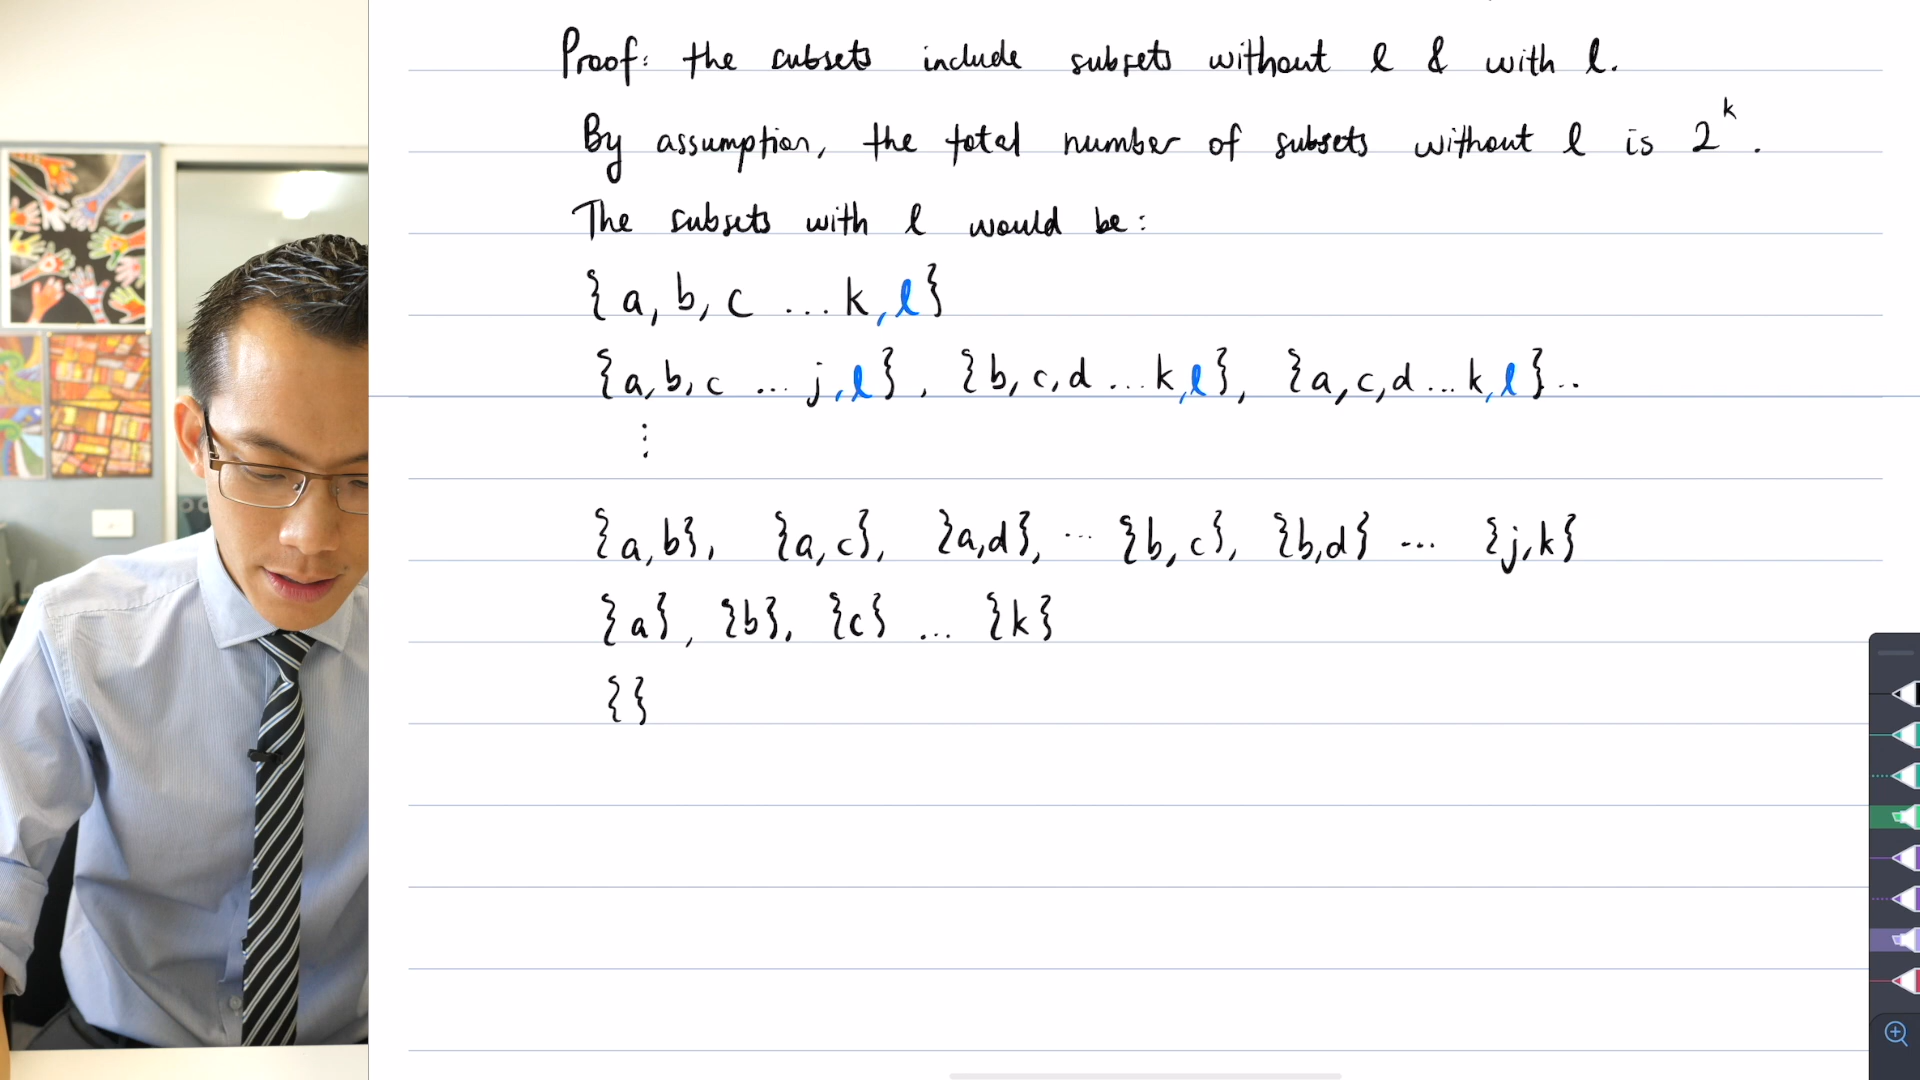 Proof: the subsets include subsets without l & with l.
By assumption, the total number of subsets without l is 2^k.
The subsets with l would be:
{a, b, c ... k, l}
{a, b, c ... j, l}, {b, c, d ... k, l}, {a, c, d ... k, l}..
⋮
{a, b}, {a, c}, {a, d}, ... {b, c}, {b, d} ... {j, k}
{a}, {b}, {c} ... {k}
{}